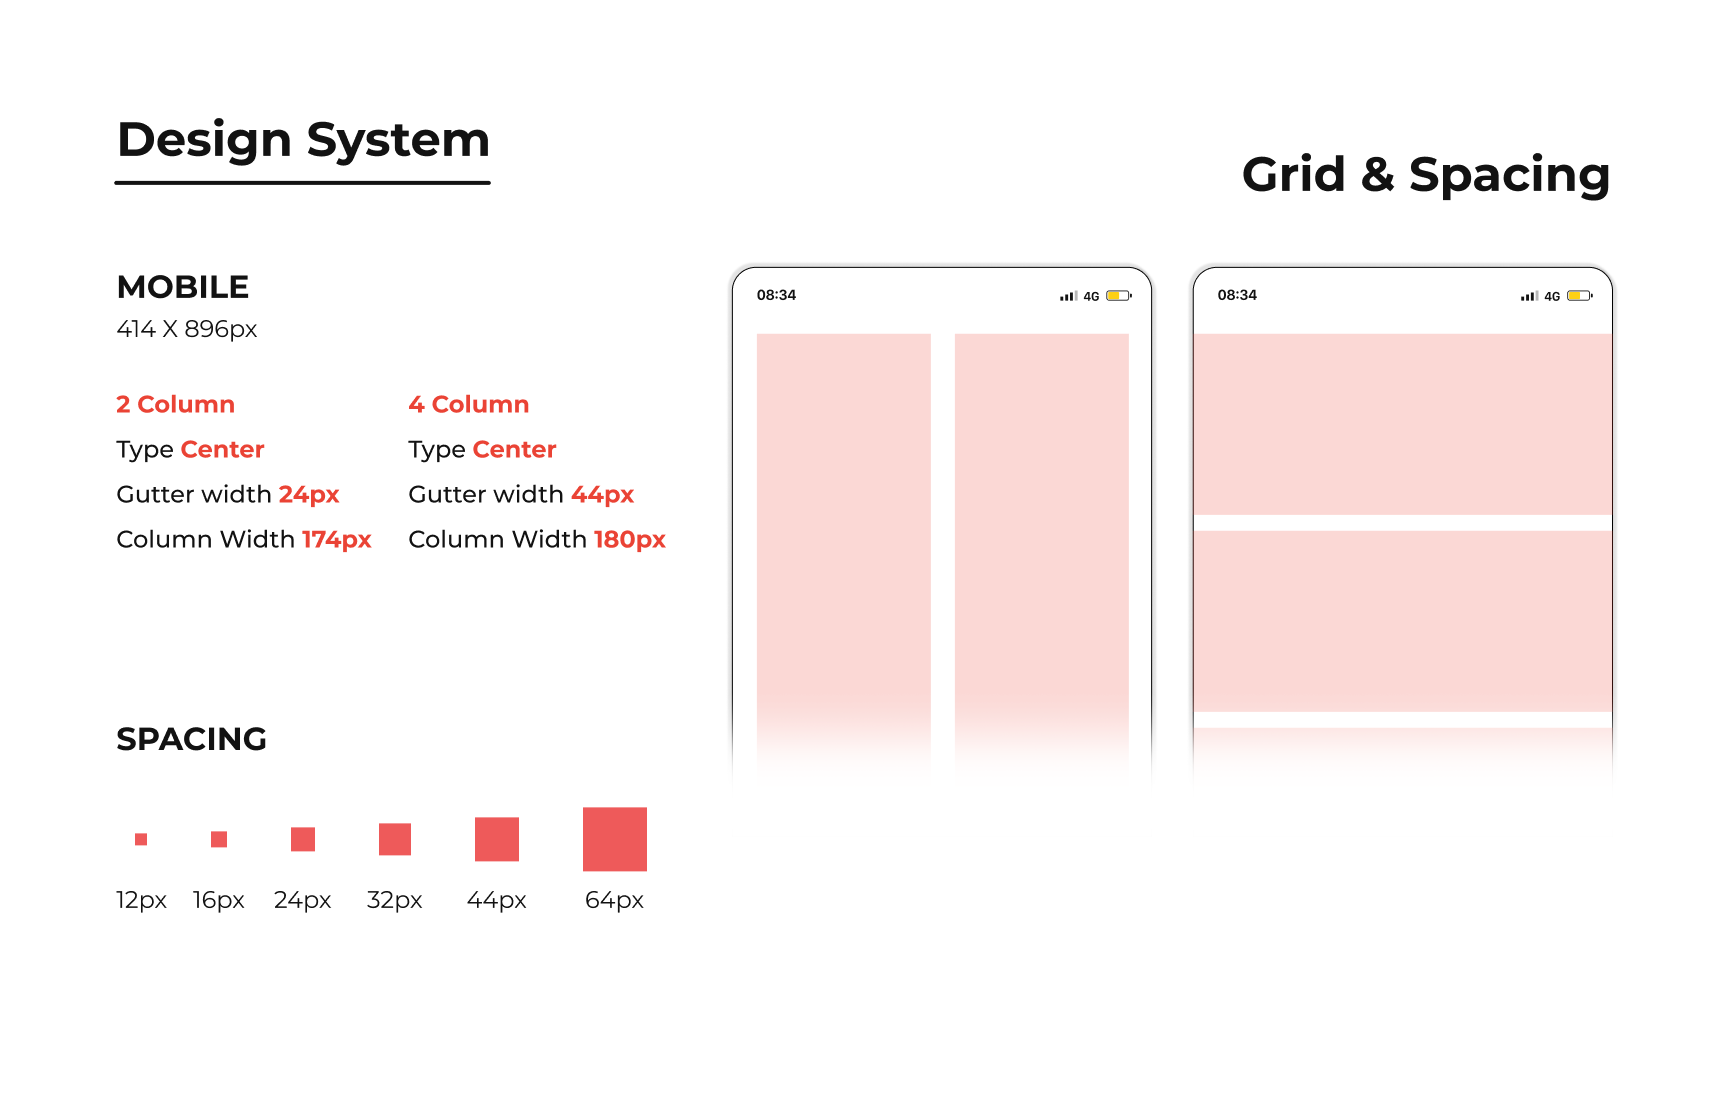 Design System
Grid & Spacing
MOBILE
414 X 896px
2 Column
Type Center
Gutter width 24px
Column Width 174px
4 Column
Type Center
Gutter width 44px
Column Width 180px
SPACING
12px 16px 24px 32px 44px 64px
08:34 4G
08:34 4G